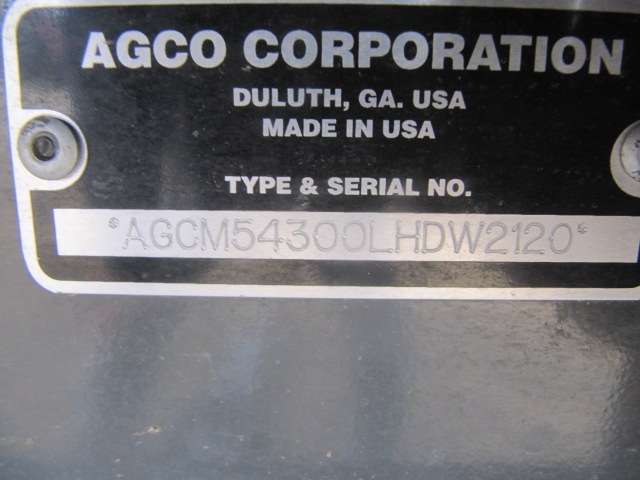 AGCO CORPORATION
DULUTH, GA. USA
MADE IN USA
TYPE & SERIAL NO.
*AGCM54300LHDW2120*